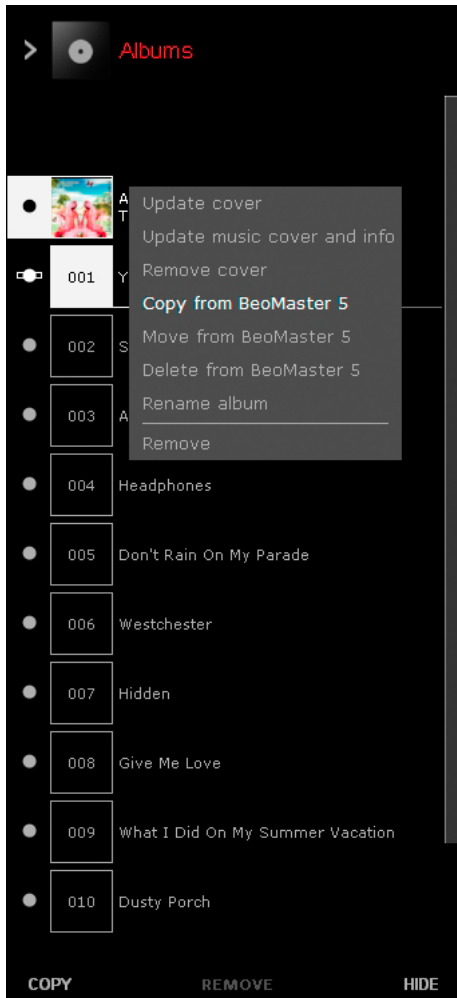 Albums
A
T
Update cover
Update music cover and info
001
Y
Remove cover
Copy from BeoMaster 5
002
S
Move from BeoMaster 5
Delete from BeoMaster 5
003
A
Rename album
Remove
004 Headphones
005 Don't Rain On My Parade
006 Westchester
007 Hidden
008 Give Me Love
009 What I Did On My Summer Vacation
010 Dusty Porch
COPY REMOVE HIDE